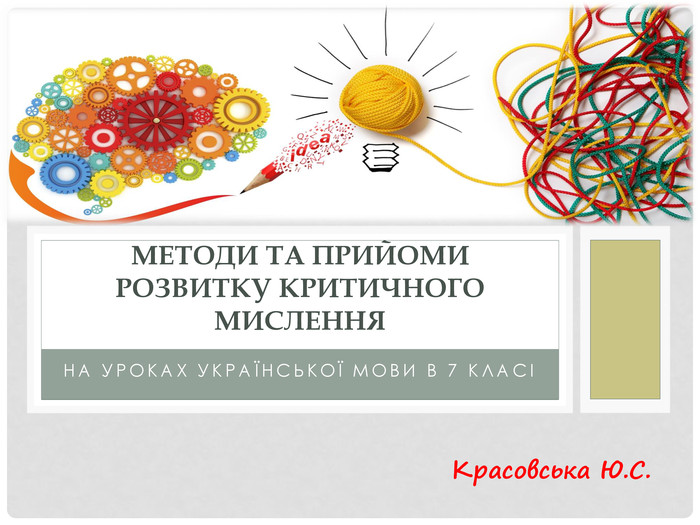 idea
МЕТОДИ ТА ПРИЙОМИ
РОЗВИТКУ КРИТИЧНОГО
МИСЛЕННЯ
НА УРОКАХ УКРАЇНСЬКОЇ МОВИ В 7 КЛАСІ
Красовська Ю.С.